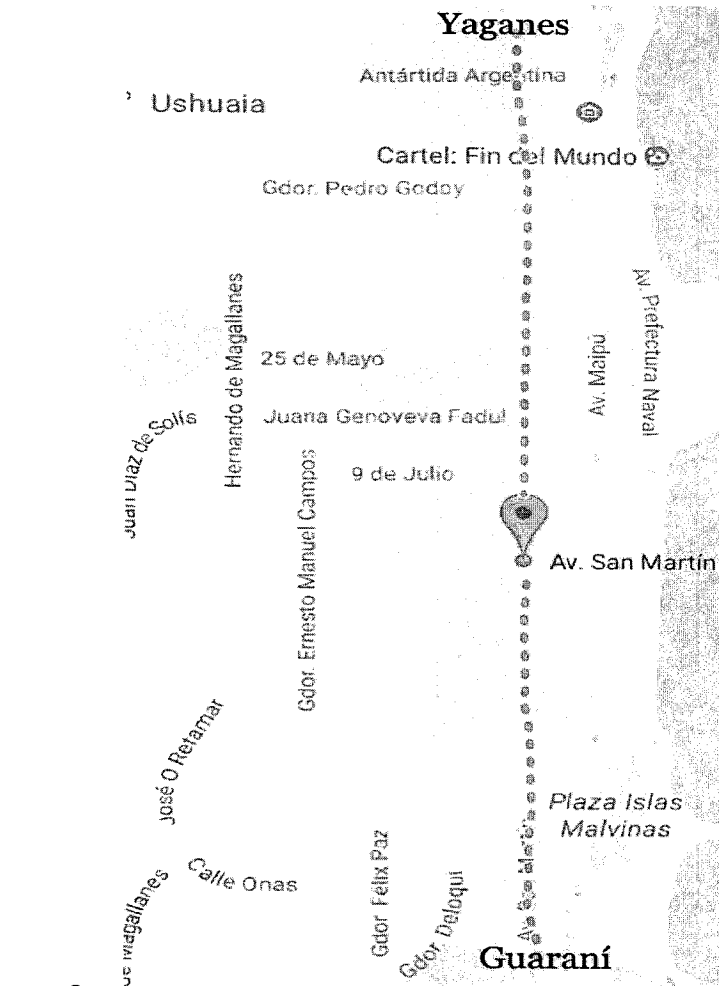 Yaganes
Antártida Argentina
Ushuaia
Cartel: Fin del Mundo
Gdor. Pedro Godoy
Av. Prefectura Naval
Hernando de Magallanes
Av. Maipú
25 de Mayo
Juana Genoveva Fadul
Juan Díaz de Solís
9 de Julio
Gdor. Ernesto Manuel Campos
Av. San Martín
José O Retamar
Plaza Islas
Malvinas
Gdor. Félix Paz
Calle Onas
de Magallanes
Gdor. Deloqui
Guaraní